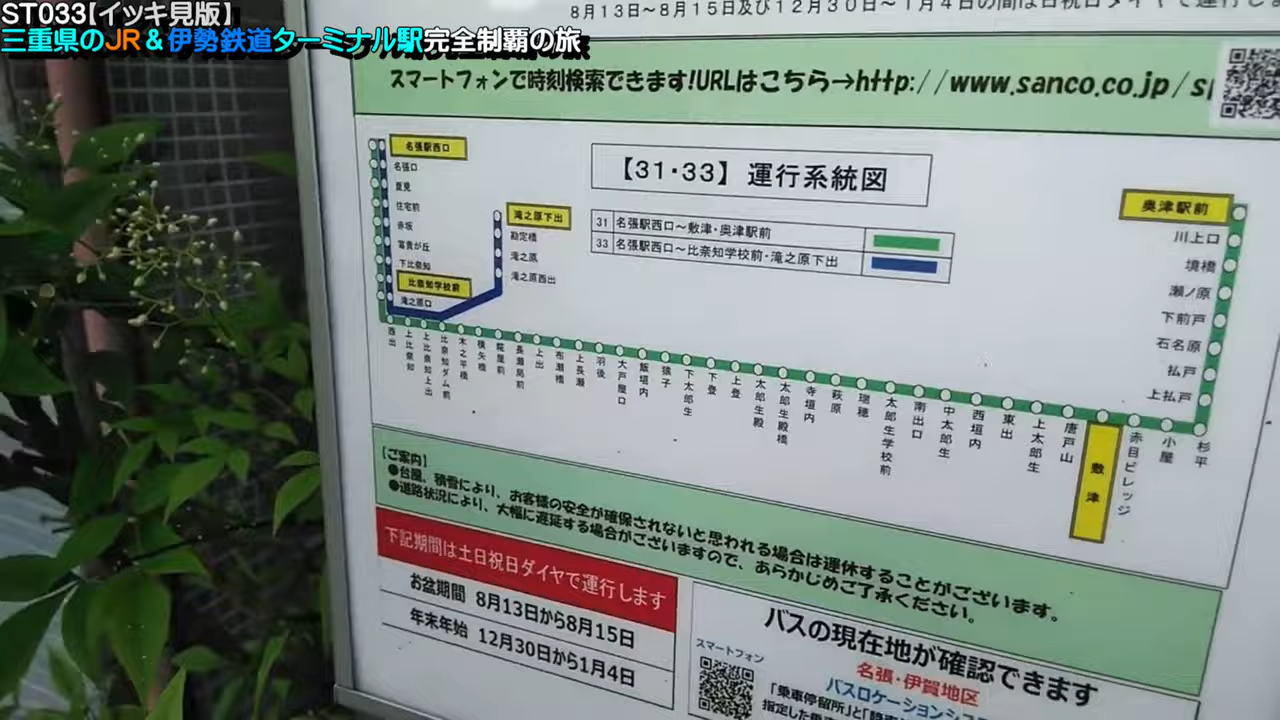 ST033【イッキ見版】
三重県のJR＆伊勢鉄道ターミナル駅完全制覇の旅
8月13日～8月15日及び12月30日～1月4日の間は日祝日ダイヤで運行しま
スマートフォンで時刻検索できます!URLはこちら→http://www.sanco.co.jp/sp
【31・33】運行系統図
31 名張駅西口～敷津・奥津駅前
33 名張駅西口～比奈知学校前・滝之原下出
名張駅西口
名張口
夏見
住宅前
赤坂
富貴が丘
下比奈知
比奈知学校前
滝之原口
滝之原下出
勘定橋
滝之原
滝之原西出
西出
上比奈知
上比奈知上出
比奈知ダム前
木之平橋
横矢橋
糀屋前
長瀬局前
上出
布瀬橋
上長瀬
羽後
大戸屋口
飯垣内
猿子
下太郎生
下登
上登
太郎生殿
太郎生殿橋
寺垣内
萩原
瑞穂
太郎生学校前
南出口
中太郎生
西垣内
東出
上太郎生
唐戸山
敷津
赤目ビレッジ
小屋
杉平
奥津駅前
川上口
境橋
瀬ノ原
下前戸
石名原
払戸
上払戸
【ご案内】
●台風、積雪により、お客様の安全が確保されないと思われる場合は運休することがございます。
●道路状況により、大幅に遅延する場合がございますので、あらかじめご了承ください。
下記期間は土日祝日ダイヤで運行します
お盆期間 8月13日から8月15日
年末年始 12月30日から1月4日
バスの現在地が確認できます
スマートフォン
名張・伊賀地区
バスロケーションシス
「乗車停留所」と「降車
指定した乗車